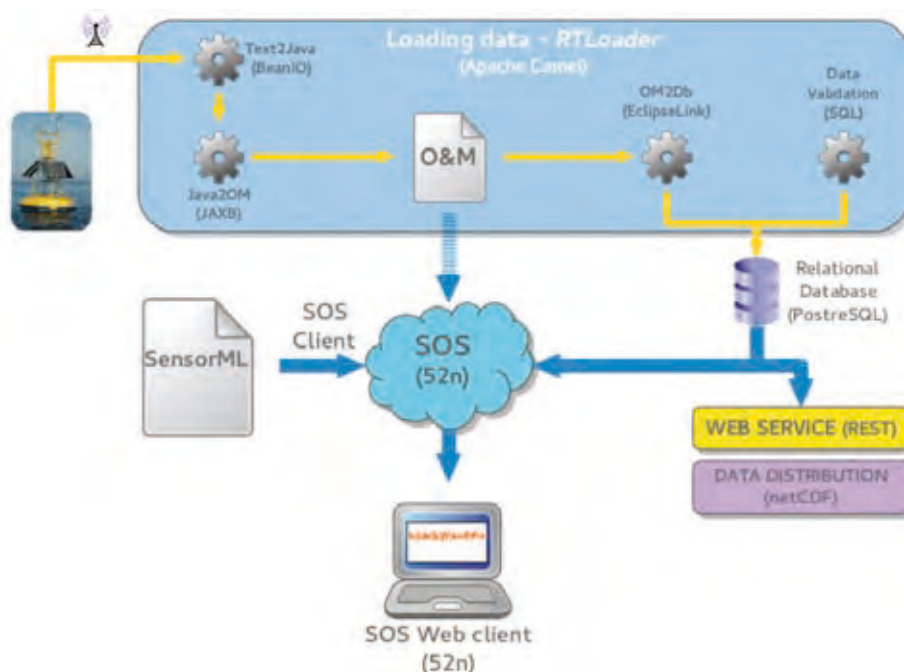 Loading data - RTLoader
(Apache Camel)
Text2Java
(BeanIO)
Java2OM
(JAXB)
O&M
OM2Db
(EclipseLink)
Data
Validation
(SQL)
Relational
Database
(PostreSQL)
SensorML
SOS
Client
SOS
(52n)
WEB SERVICE (REST)
DATA DISTRIBUTION
(netCDF)
SOS Web client
(52n)